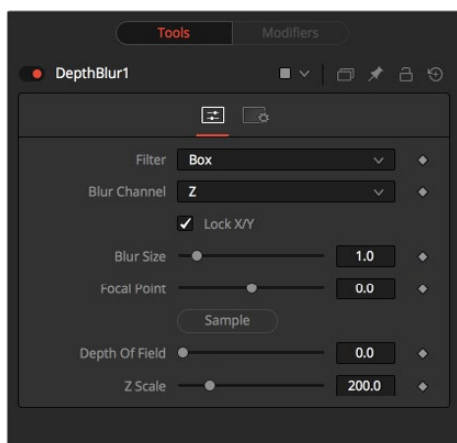 Tools Modifiers
DepthBlur1
Filter Box
Blur Channel Z
Lock X/Y
Blur Size 1.0
Focal Point 0.0
Sample
Depth Of Field 0.0
Z Scale 200.0